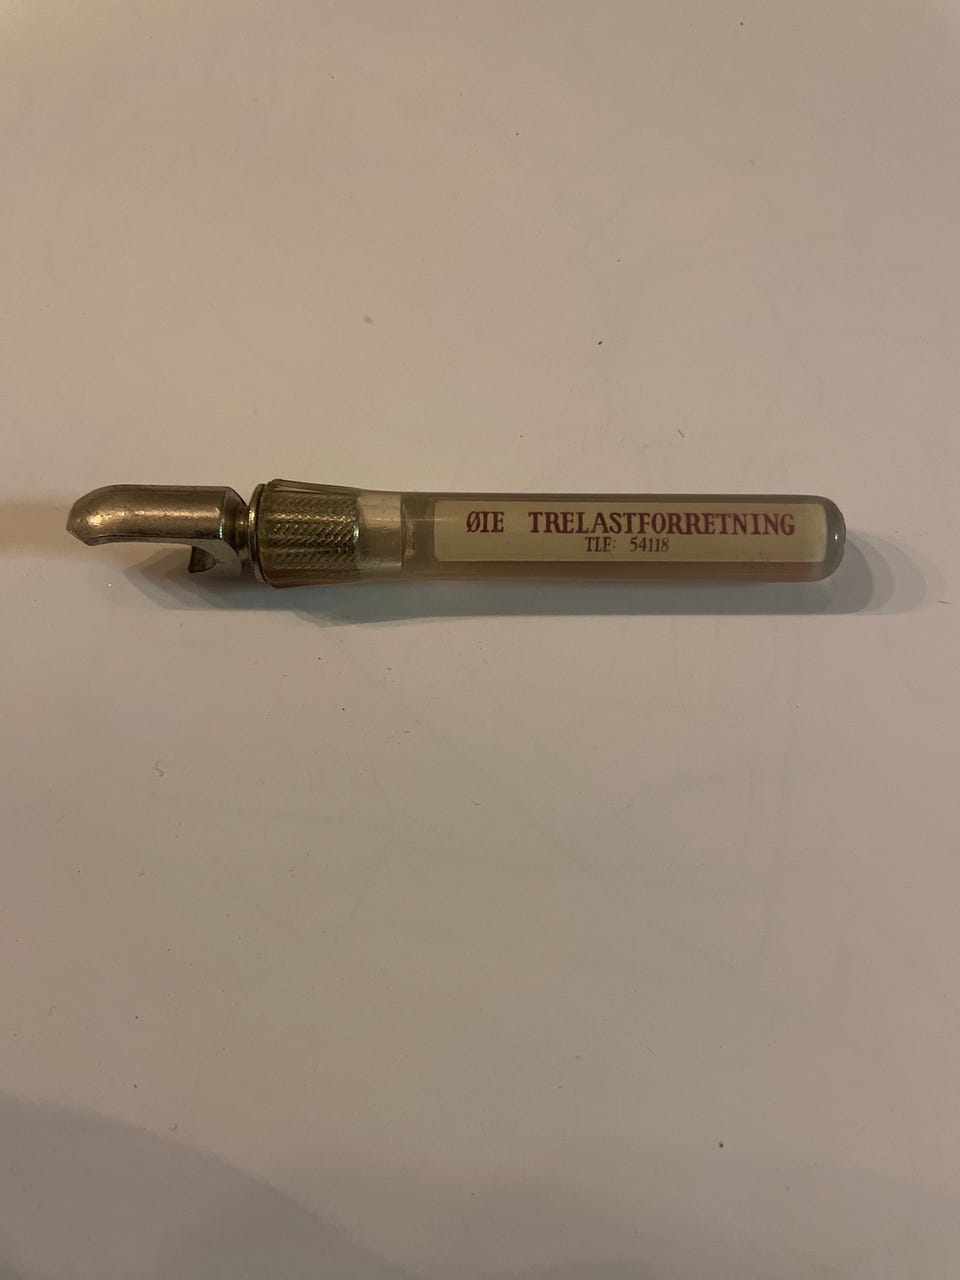 ØIE TRELASTFORRETNING
TLF: 54118